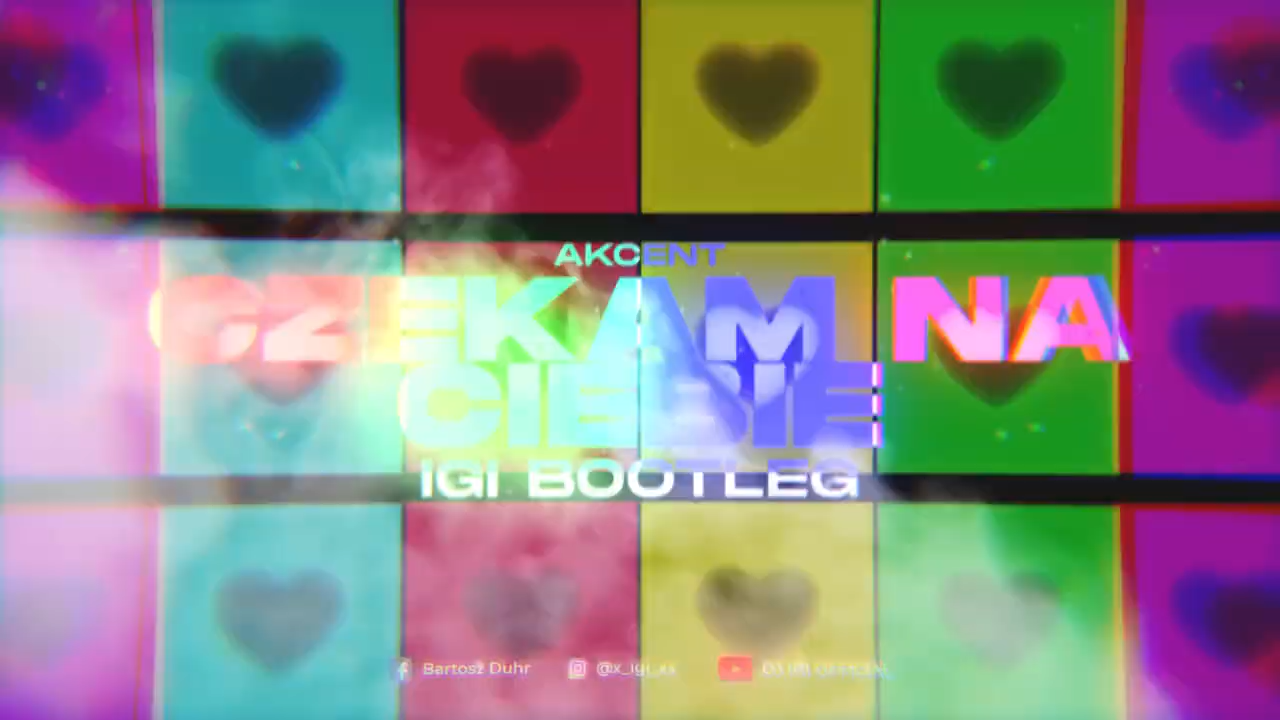 AKCENT
CZEKAM NA
CIEBIE
IGI BOOTLEG
Bartosz Duhr @x_igi_xx